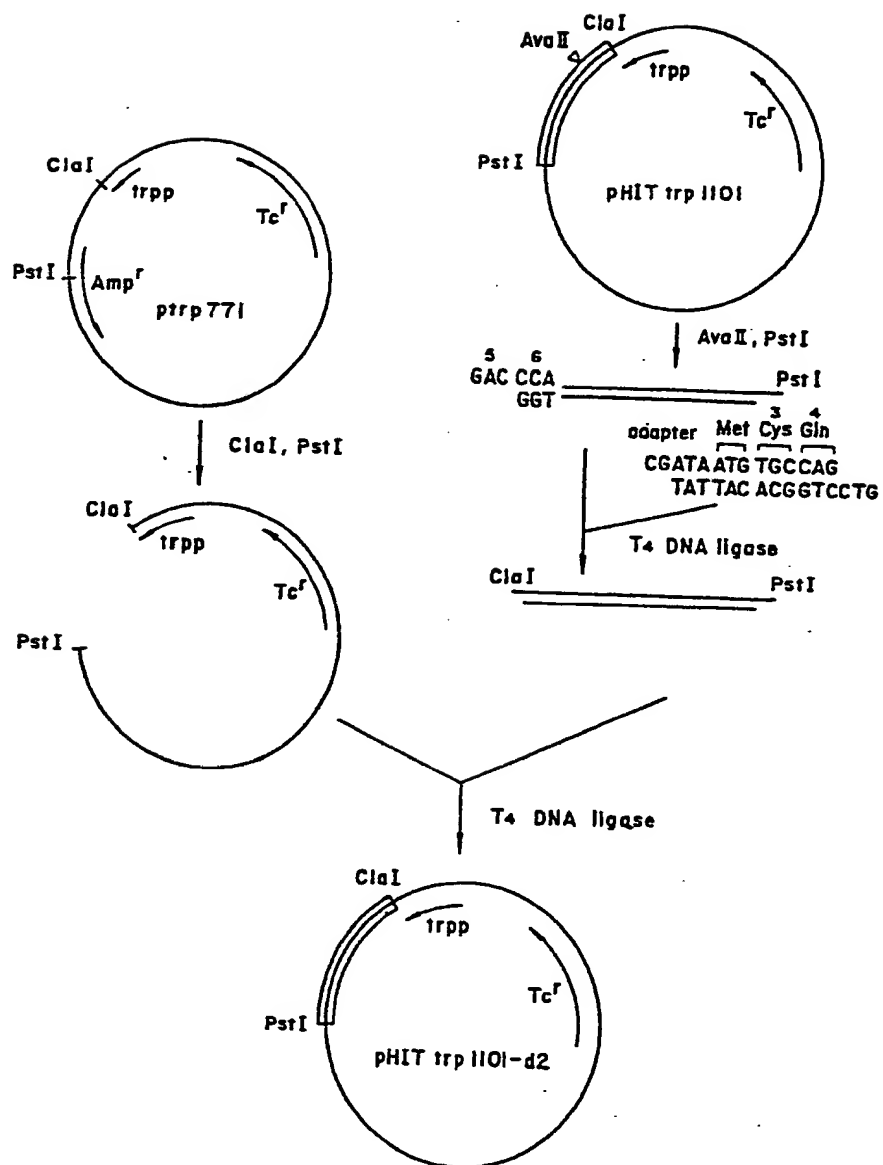 ClaI
AvaII
trpp
Tcr
PstI
pHIT trp 1101
ClaI
trpp
Tcr
PstI
Ampr
ptrp 771
AvaII, PstI
5 6
GAC CCA
GGT
PstI
3 4
adapter Met Cys Gln
CGATA ATG TGC CAG
TAT TAC ACG GTCCTG
ClaI, PstI
ClaI
trpp
Tcr
PstI
T4 DNA ligase
ClaI
PstI
T4 DNA ligase
ClaI
trpp
Tcr
PstI
pHIT trp 1101-d2